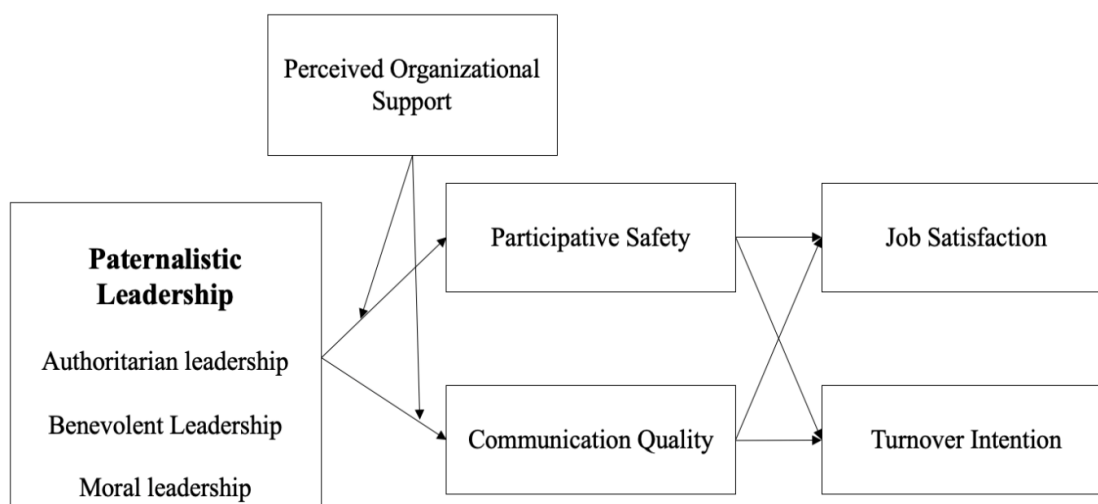 Perceived Organizational
Support
Paternalistic
Leadership
Authoritarian leadership
Benevolent Leadership
Moral leadership
Participative Safety
Communication Quality
Job Satisfaction
Turnover Intention